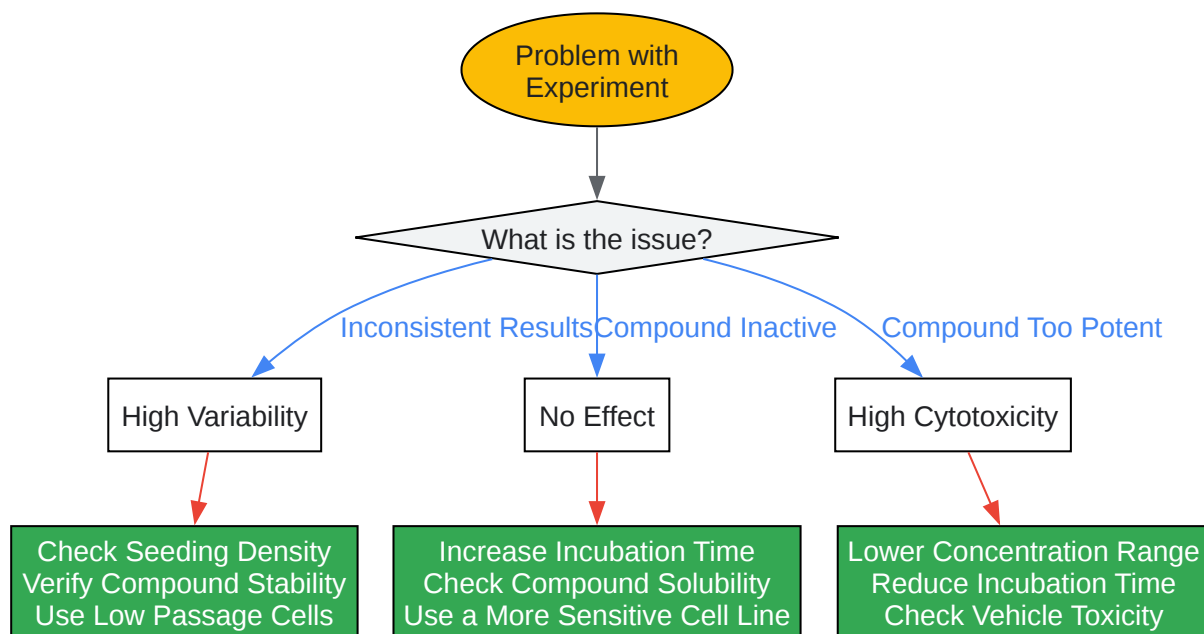 Problem with
Experiment
What is the issue?
Inconsistent Results
Compound Inactive
Compound Too Potent
High Variability
No Effect
High Cytotoxicity
Check Seeding Density
Verify Compound Stability
Use Low Passage Cells
Increase Incubation Time
Check Compound Solubility
Use a More Sensitive Cell Line
Lower Concentration Range
Reduce Incubation Time
Check Vehicle Toxicity